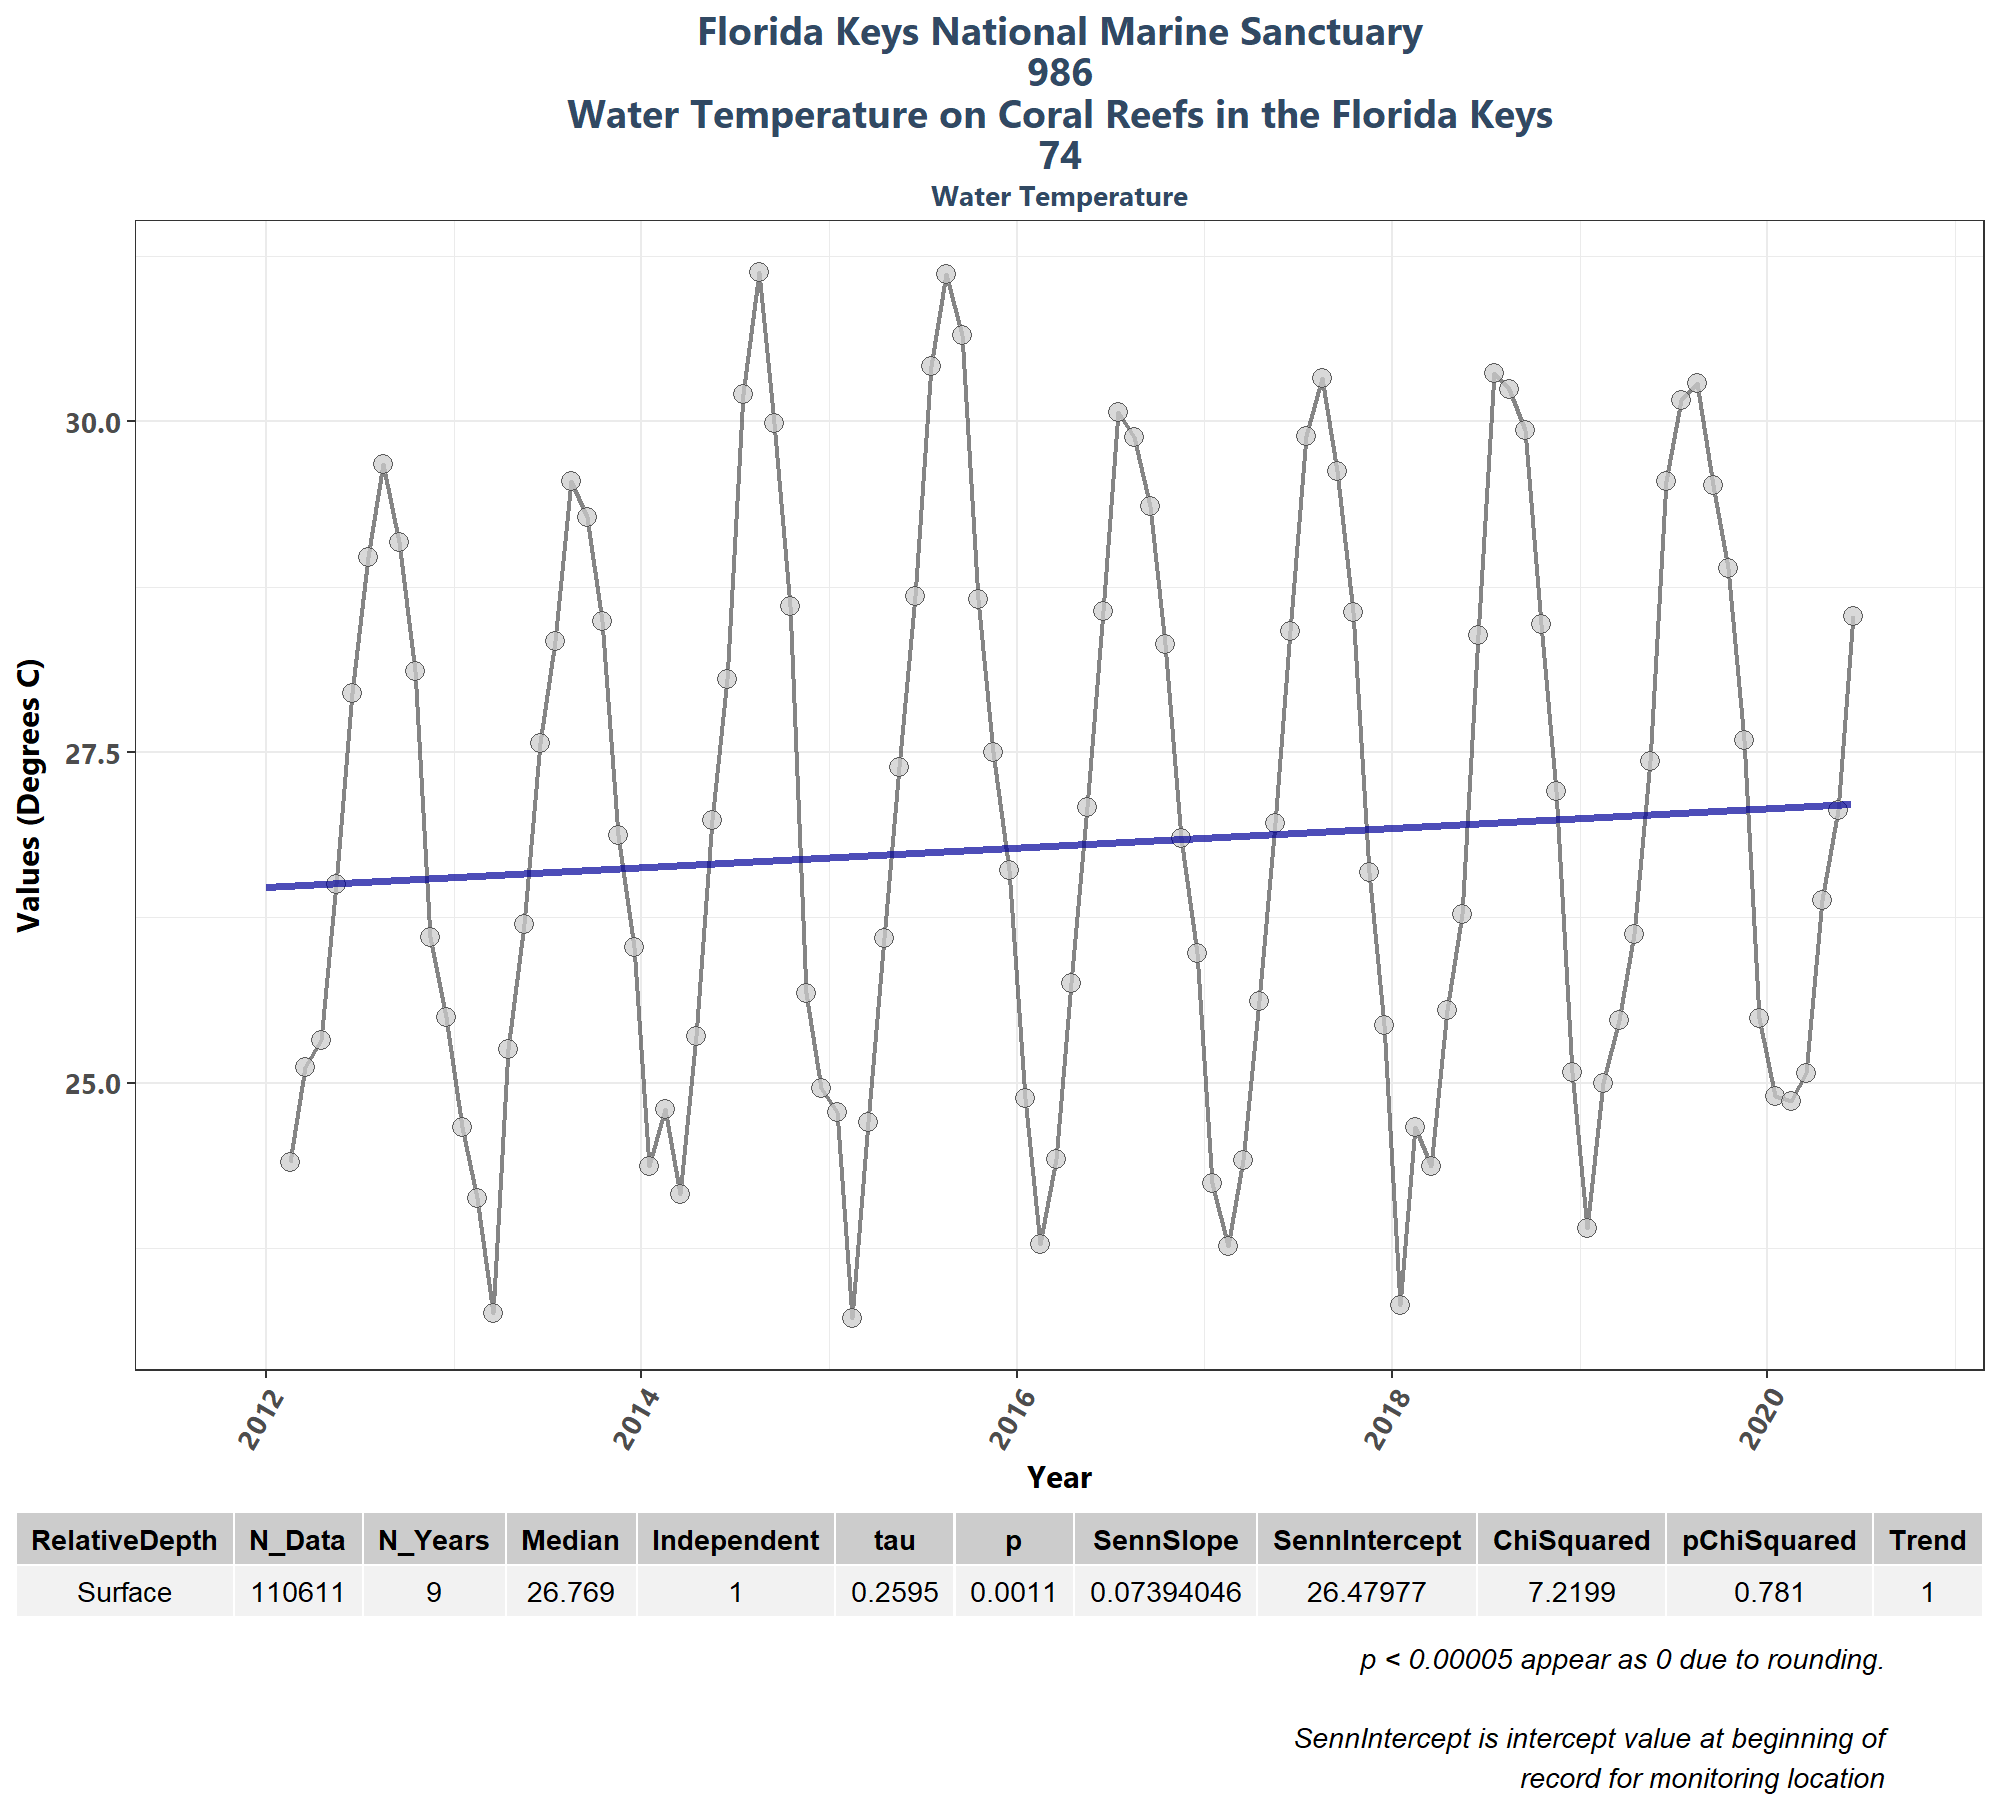 Florida Keys National Marine Sanctuary
986
Water Temperature on Coral Reefs in the Florida Keys
74
Water Temperature
Values (Degrees C)
30.0
27.5
25.0
2012
2014
2016
2018
2020
Year
RelativeDepth N_Data N_Years Median Independent tau p SennSlope SennIntercept ChiSquared pChiSquared Trend
Surface 110611 9 26.769 1 0.2595 0.0011 0.07394046 26.47977 7.2199 0.781 1
p < 0.00005 appear as 0 due to rounding.
SennIntercept is intercept value at beginning of
record for monitoring location